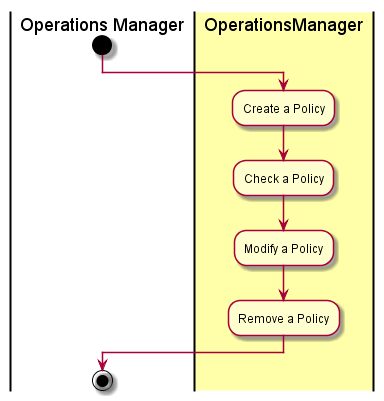 Operations Manager
OperationsManager
Create a Policy
Check a Policy
Modify a Policy
Remove a Policy